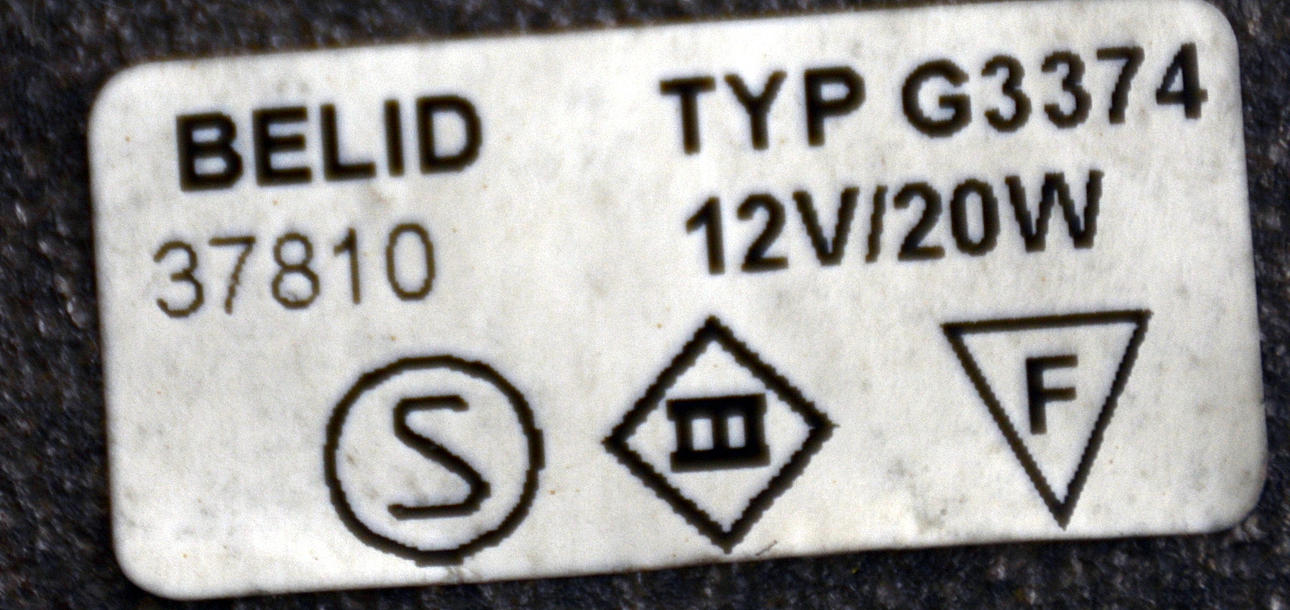 BELID TYP G3374
37810 12V/20W
S III F